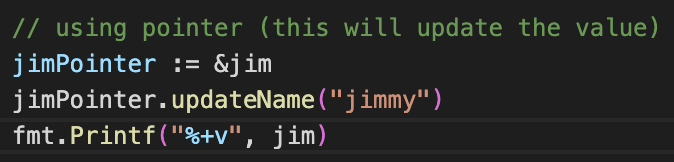 // using pointer (this will update the value)
jimPointer := &jim
jimPointer.updateName("jimmy")
fmt.Printf("%+v", jim)